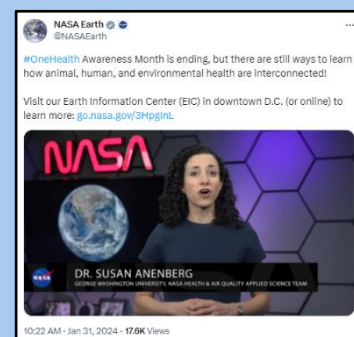 NASA Earth
@NASAEarth
#OneHealth Awareness Month is ending, but there are still ways to learn
how animal, human, and environmental health are interconnected!
Visit our Earth Information Center (EIC) in downtown D.C. (or online) to
learn more: go.nasa.gov/3HpgInL
NASA
NASA
DR. SUSAN ANENBERG
GEORGE WASHINGTON UNIVERSITY, NASA HEALTH & AIR QUALITY APPLIED SCIENCE TEAM
10:22 AM · Jan 31, 2024 · 17.6K Views